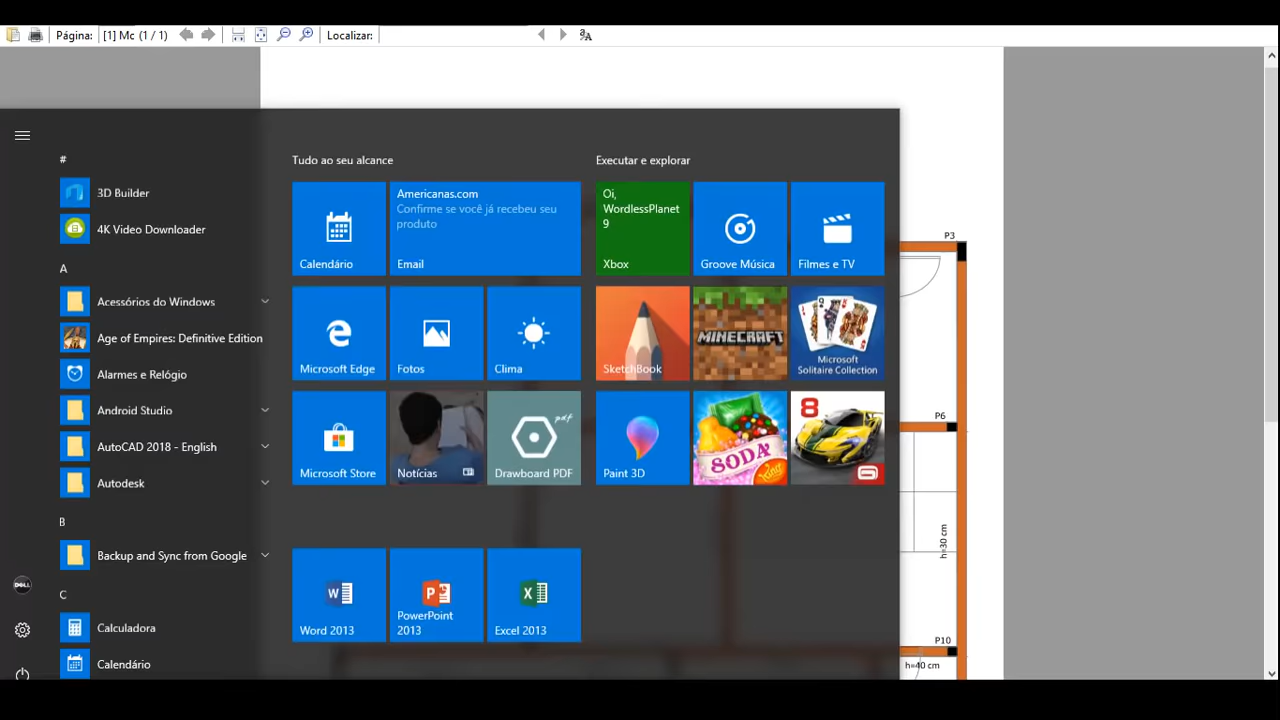 Página: [1] Mc (1 / 1)
Localizar:
#
3D Builder
4K Video Downloader
A
Acessórios do Windows
Age of Empires: Definitive Edition
Alarmes e Relógio
Android Studio
AutoCAD 2018 - English
Autodesk
B
Backup and Sync from Google
C
Calculadora
Calendário
DELL
Tudo ao seu alcance
Calendário
Americanas.com
Confirme se você já recebeu seu
produto
Email
Microsoft Edge
Fotos
Clima
Microsoft Store
Notícias
pdf
Drawboard PDF
Word 2013
PowerPoint
2013
Excel 2013
Executar e explorar
Oi,
WordlessPlanet
9
Xbox
Groove Música
Filmes e TV
SketchBook
MINECRAFT
Microsoft
Solitaire Collection
Paint 3D
SODA
King
8
P3
P6
h=30 cm
P10
h=40 cm